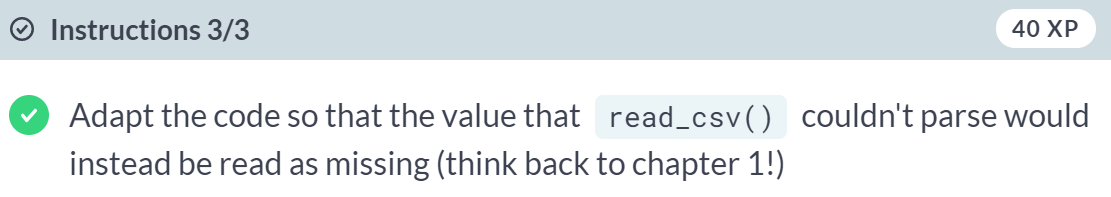 Instructions 3/3
40 XP
Adapt the code so that the value that read_csv() couldn't parse would
instead be read as missing (think back to chapter 1!)